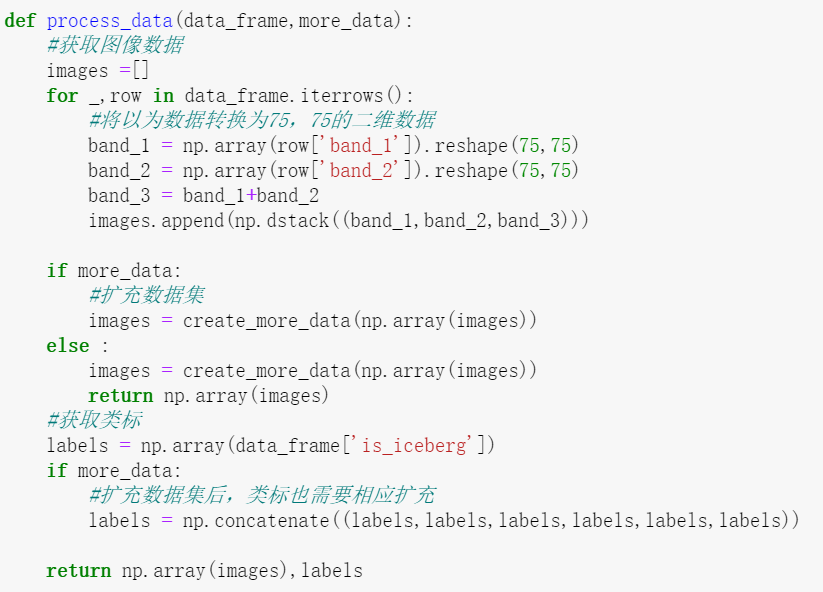 def process_data(data_frame,more_data):
    #获取图像数据
    images =[]
    for _,row in data_frame.iterrows():
        #将以为数据转换为75，75的二维数据
        band_1 = np.array(row['band_1']).reshape(75,75)
        band_2 = np.array(row['band_2']).reshape(75,75)
        band_3 = band_1+band_2
        images.append(np.dstack((band_1,band_2,band_3)))

    if more_data:
        #扩充数据集
        images = create_more_data(np.array(images))
    else :
        images = create_more_data(np.array(images))
        return np.array(images)
    #获取类标
    labels = np.array(data_frame['is_iceberg'])
    if more_data:
        #扩充数据集后，类标也需要相应扩充
        labels = np.concatenate((labels,labels,labels,labels,labels,labels))

    return np.array(images),labels